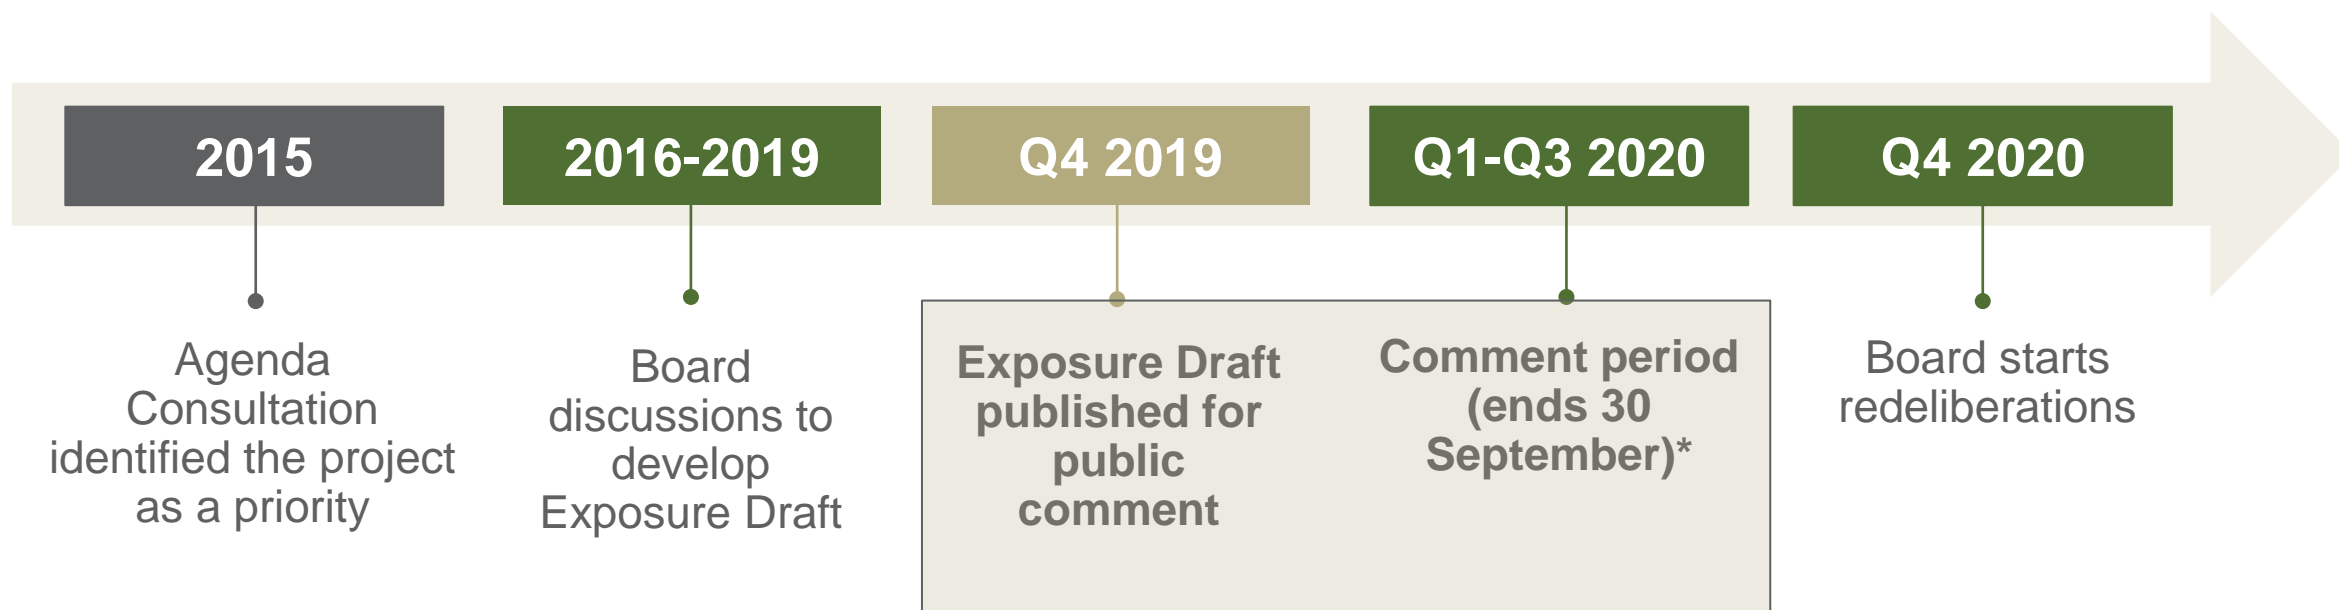 2015
2016-2019
Q4 2019
Q1-Q3 2020
Q4 2020
Agenda
Consultation
identified the project
as a priority
Board
discussions to
develop
Exposure Draft
Exposure Draft
published for
public
comment
Comment period
(ends 30
September)*
Board starts
redeliberations